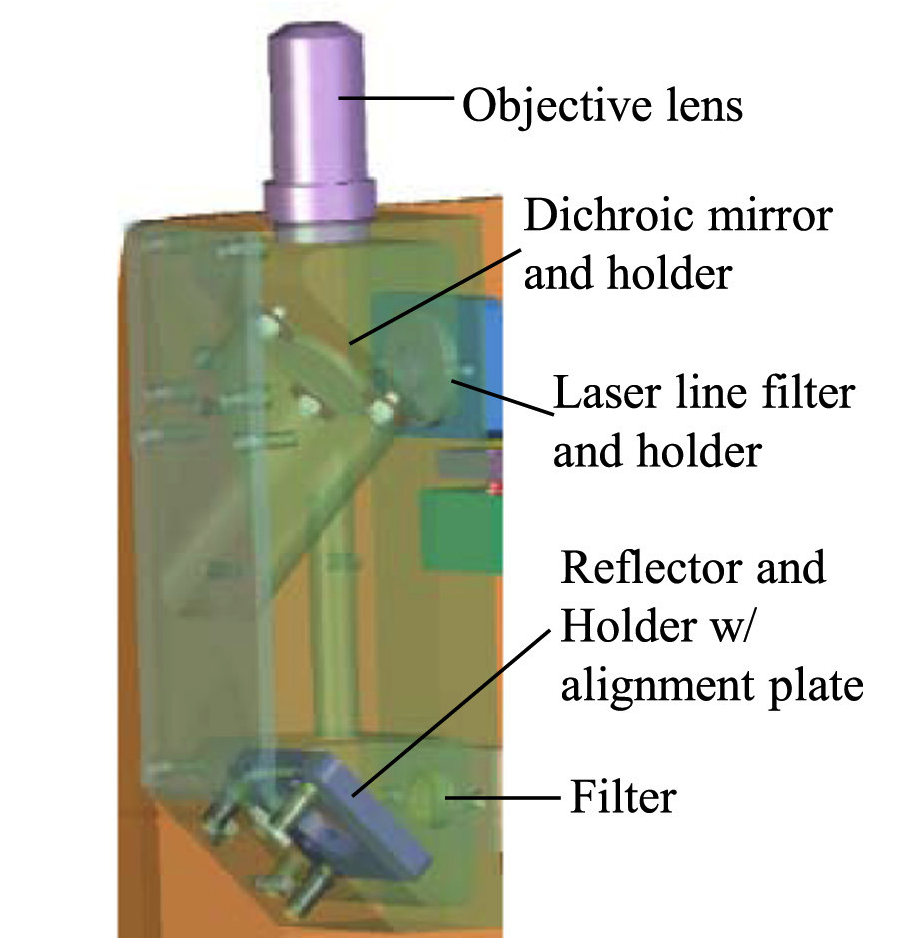 Objective lens
Dichroic mirror
and holder
Laser line filter
and holder
Reflector and
Holder w/
alignment plate
Filter